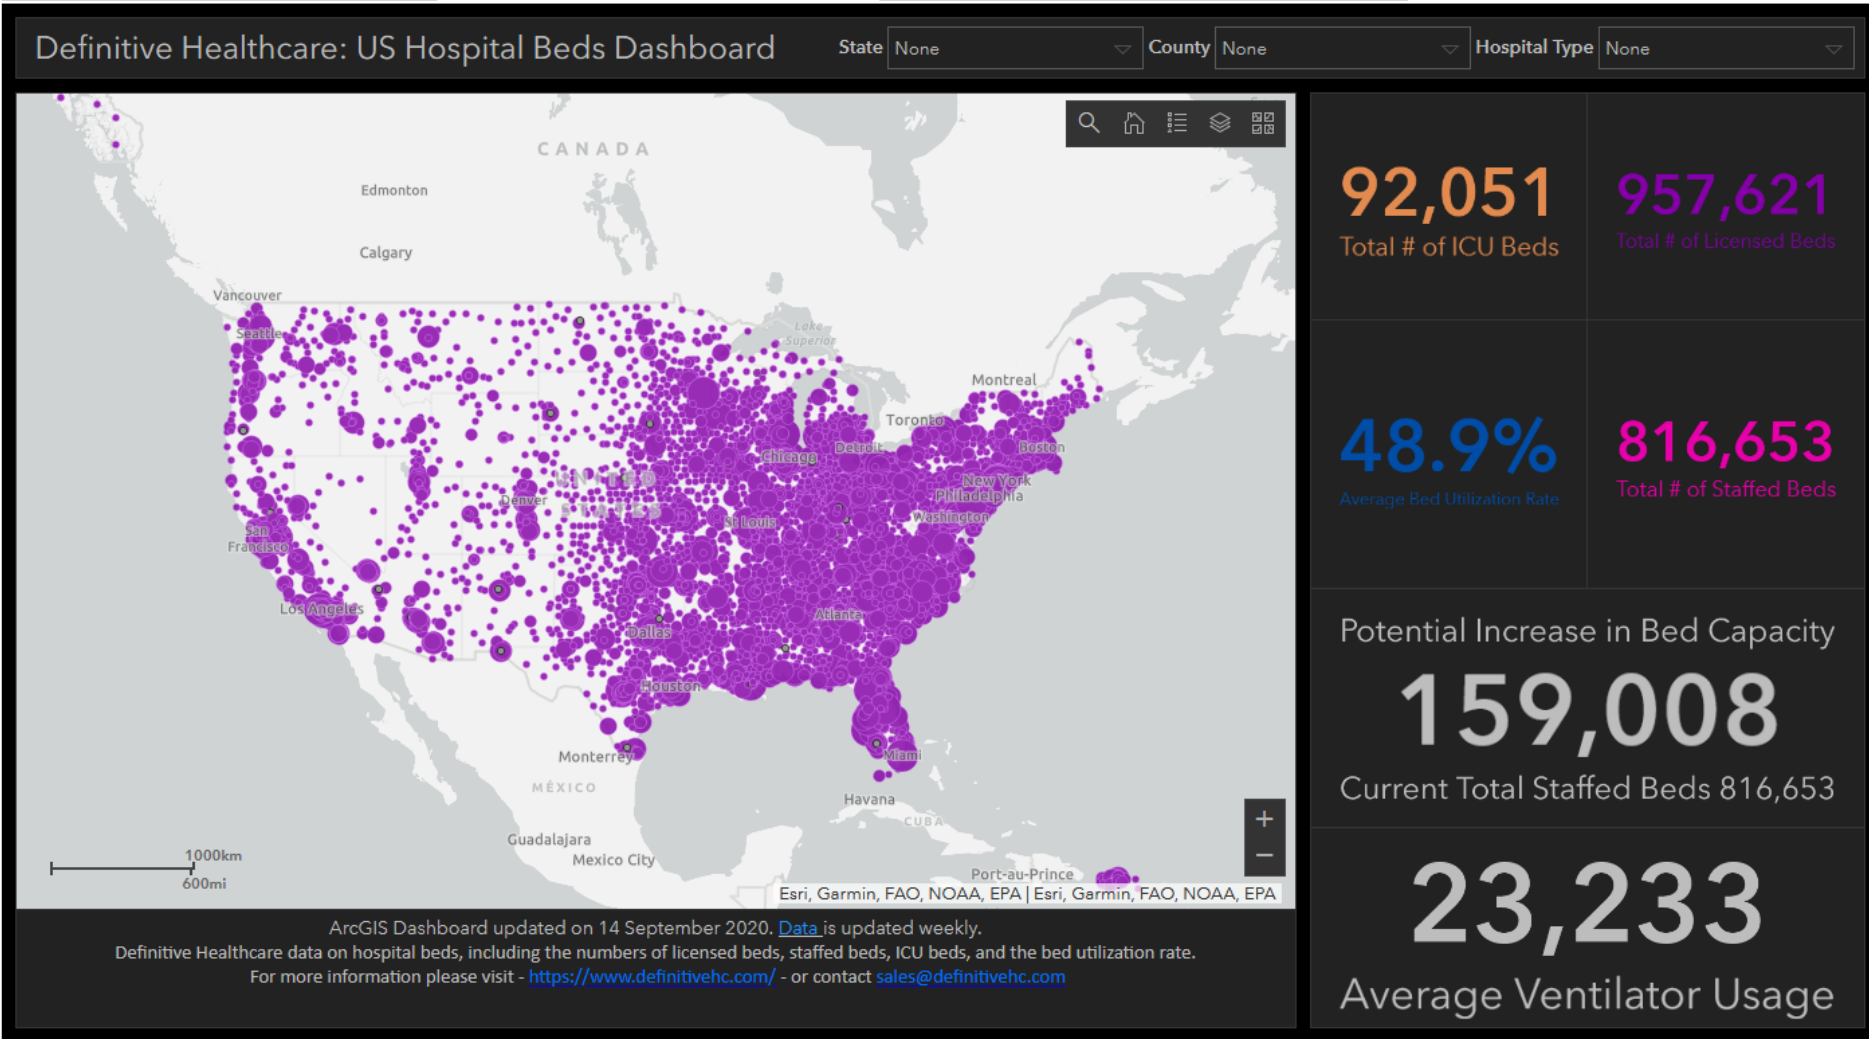 Definitive Healthcare: US Hospital Beds Dashboard
State None
County None
Hospital Type None
CANADA
Edmonton
Calgary
Vancouver
Seattle
Lake
Superior
Montreal
Toronto
Boston
Detroit
Chicago
New York
Philadelphia
UNITED
STATES
Denver
St Louis
Washington
San
Francisco
Los Angeles
Atlanta
Dallas
Houston
Monterrey
Miami
MÉXICO
Havana
CUBA
Guadalajara
Mexico City
Port-au-Prince
1000km
600mi
+
−
Esri, Garmin, FAO, NOAA, EPA | Esri, Garmin, FAO, NOAA, EPA
ArcGIS Dashboard updated on 14 September 2020. Data is updated weekly.
Definitive Healthcare data on hospital beds, including the numbers of licensed beds, staffed beds, ICU beds, and the bed utilization rate.
For more information please visit - https://www.definitivehc.com/ - or contact sales@definitivehc.com
92,051
Total # of ICU Beds
957,621
Total # of Licensed Beds
48.9%
Average Bed Utilization Rate
816,653
Total # of Staffed Beds
Potential Increase in Bed Capacity
159,008
Current Total Staffed Beds 816,653
23,233
Average Ventilator Usage